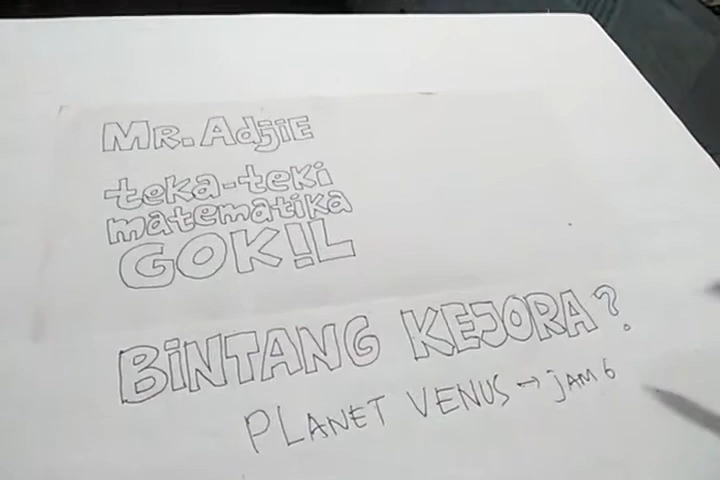 MR. AdjiE
teka-teki
matematika
GOK!L
BiNTANG KEJORA?
PLANET VENUS → jAM 6